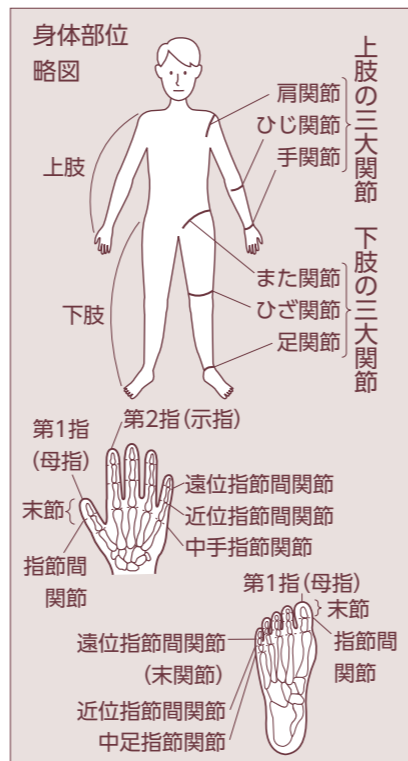 身体部位
略図
上肢の三大関節
肩関節
ひじ関節
手関節
上肢
下肢の三大関節
また関節
ひざ関節
足関節
下肢
第2指(示指)
第1指
(母指)
末節
指節間
関節
遠位指節間関節
近位指節間関節
中手指節関節
第1指(母指)
末節
指節間
関節
遠位指節間関節
(末関節)
近位指節間関節
中足指節関節